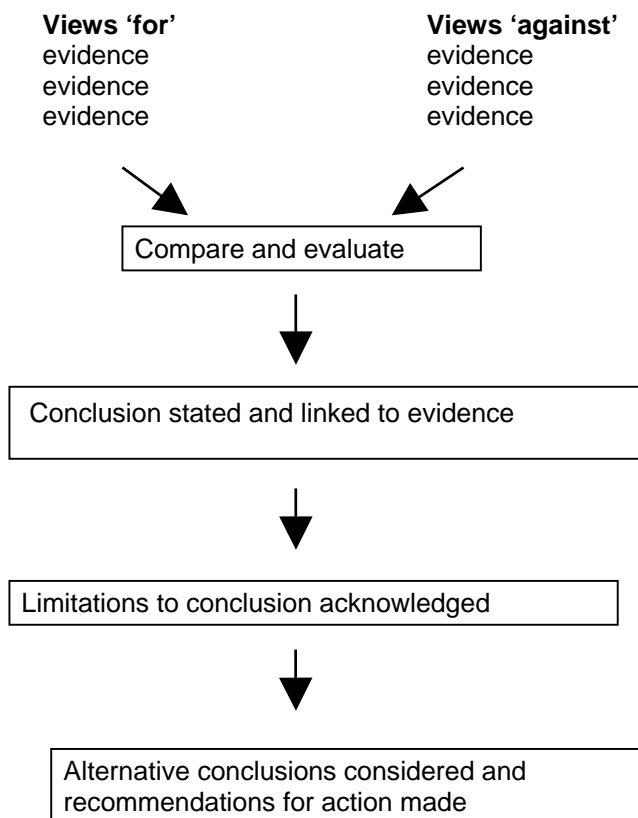 Views ‘for’
evidence
evidence
evidence
Views ‘against’
evidence
evidence
evidence
Compare and evaluate
Conclusion stated and linked to evidence
Limitations to conclusion acknowledged
Alternative conclusions considered and
recommendations for action made